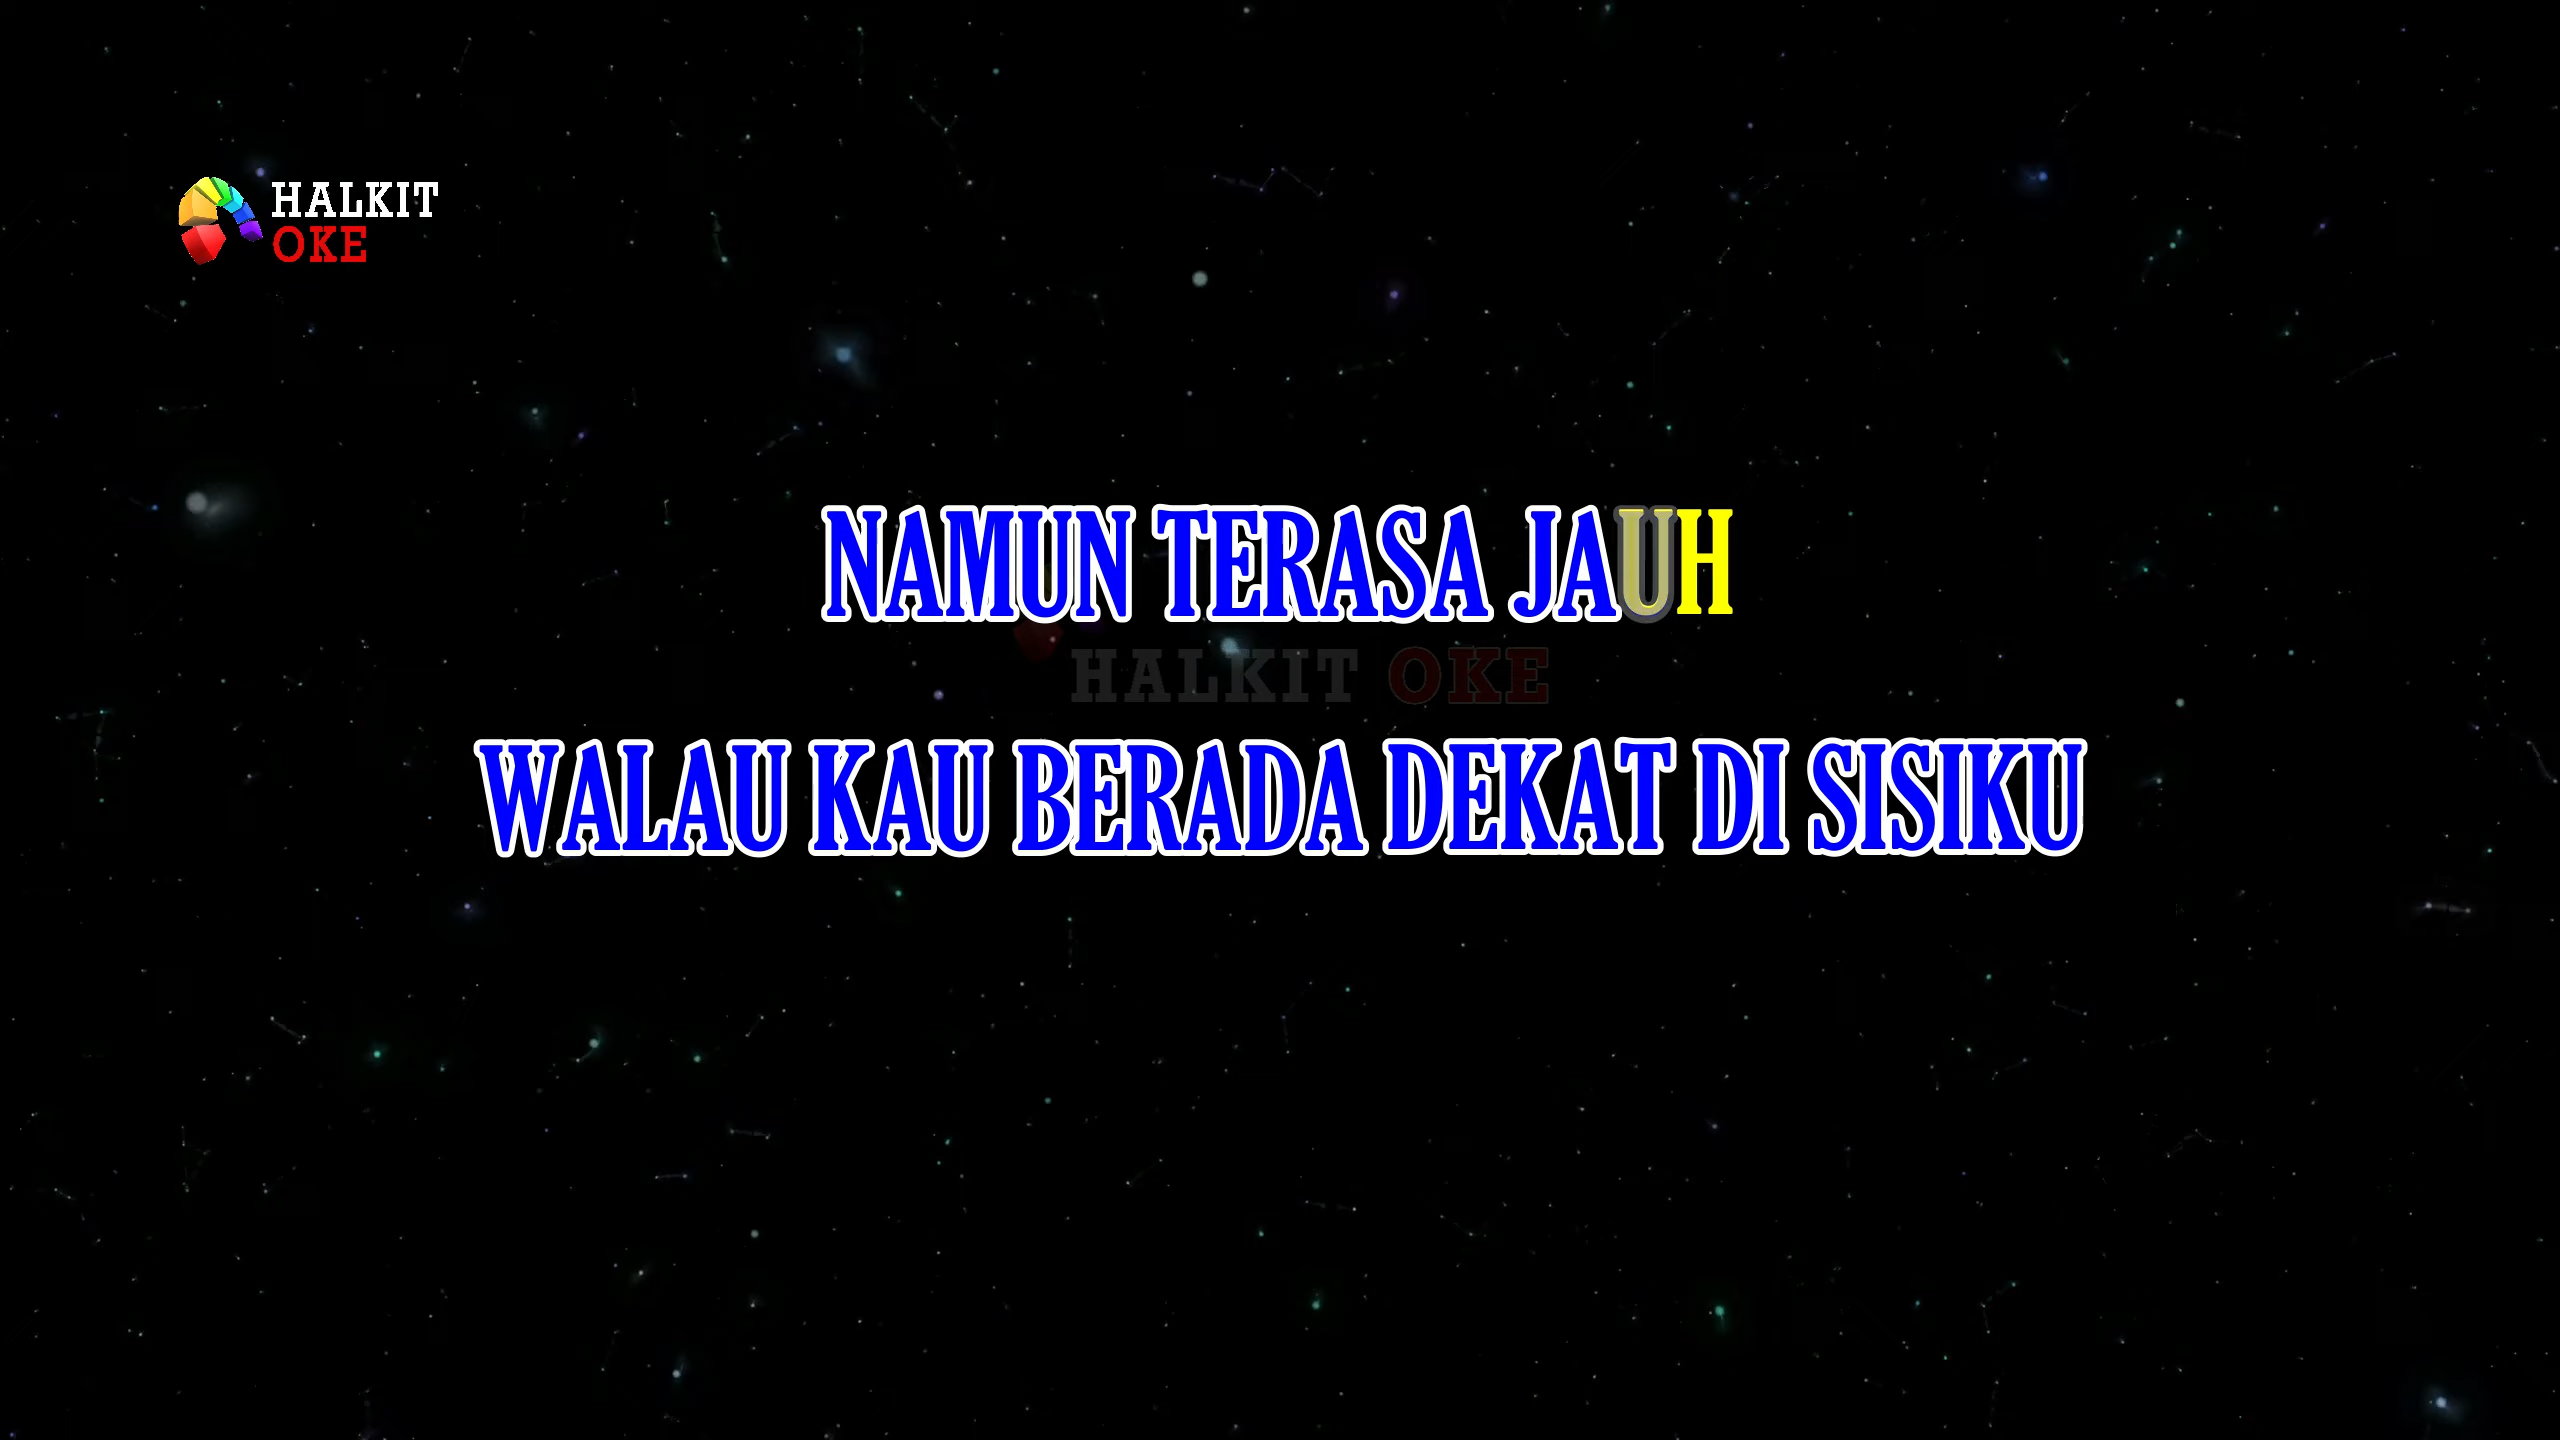 HALKIT
OKE
NAMUN TERASA JAUH
HALKIT OKE
WALAU KAU BERADA DEKAT DI SISIKU